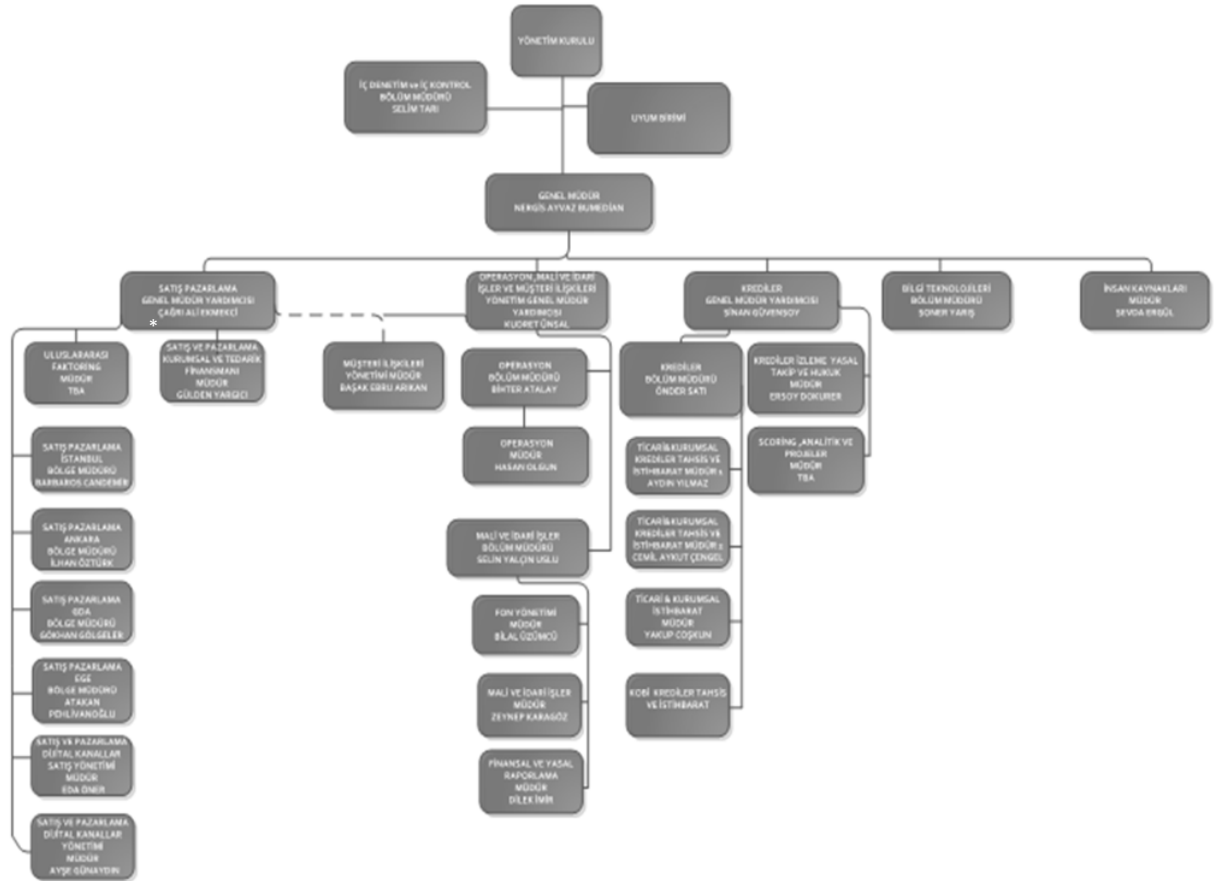 YÖNETİM KURULU
İÇ DENETİM ve İÇ KONTROL
BÖLÜM MÜDÜRÜ
SELİM TARI
UYUM BİRİMİ
GENEL MÜDÜR
NERGİS AYVAZ BUMEDİAN
SATIŞ PAZARLAMA
GENEL MÜDÜR YARDIMCISI
ÇAĞRI ALİ EKMEKÇİ
*
OPERASYON ,MALİ VE İDARİ
İŞLER VE MÜŞTERİ İLİŞKİLERİ
YÖNETİM GENEL MÜDÜR
YARDIMCISI
KUDRET ÜNSAL
KREDİLER
GENEL MÜDÜR YARDIMCISI
SİNAN GÜVENSOY
BİLGİ TEKNOLOJİLERİ
BÖLÜM MÜDÜRÜ
SONER YARIŞ
İNSAN KAYNAKLARI
MÜDÜR
SEVDA ERGÜL
ULUSLARARASI
FAKTORİNG
MÜDÜR
TBA
SATIŞ VE PAZARLAMA
KURUMSAL VE TEDARİK
FİNANSMANI
MÜDÜR
GÜLDEN YARGICI
MÜŞTERİ İLİŞKİLERİ
YÖNETİMİ MÜDÜR
BAŞAK EBRU ARIKAN
OPERASYON
BÖLÜM MÜDÜRÜ
BİHTER ATALAY
KREDİLER
BÖLÜM MÜDÜRÜ
ÖNDER SATI
KREDİLER İZLEME YASAL
TAKİP VE HUKUK
MÜDÜR
ERSOY DOKURER
SATIŞ PAZARLAMA
İSTANBUL
BÖLGE MÜDÜRÜ
BARBAROS CANDEMİR
OPERASYON
MÜDÜR
HASAN OLGUN
TİCARİ&KURUMSAL
KREDİLER TAHSİS VE
İSTİHBARAT MÜDÜR 1
AYDIN YILMAZ
SCORING ,ANALİTİK VE
PROJELER
MÜDÜR
TBA
SATIŞ PAZARLAMA
ANKARA
BÖLGE MÜDÜRÜ
İLHAN ÖZTÜRK
MALİ VE İDARİ İŞLER
BÖLÜM MÜDÜRÜ
SELİN YALÇIN USLU
TİCARİ&KURUMSAL
KREDİLER TAHSİS VE
İSTİHBARAT MÜDÜR 2
CEMİL AYKUT ÇENGEL
SATIŞ PAZARLAMA
GDA
BÖLGE MÜDÜRÜ
GÖKHAN GÖLGELER
FON YÖNETİMİ
MÜDÜR
BİLAL ÜZÜMCÜ
TİCARİ & KURUMSAL
İSTİHBARAT
MÜDÜR
YAKUP COŞKUN
SATIŞ PAZARLAMA
EGE
BÖLGE MÜDÜRÜ
ATAKAN
PEHLİVANOĞLU
MALİ VE İDARİ İŞLER
MÜDÜR
ZEYNEP KARAGÖZ
KOBİ KREDİLER TAHSİS
VE İSTİHBARAT
SATIŞ VE PAZARLAMA
DİJİTAL KANALLAR
SATIŞ YÖNETİMİ
MÜDÜR
EDA ÖNER
FİNANSAL VE YASAL
RAPORLAMA
MÜDÜR
DİLEK İMİR
SATIŞ VE PAZARLAMA
DİJİTAL KANALLAR
YÖNETİMİ
MÜDÜR
AYŞE GÜNAYDIN